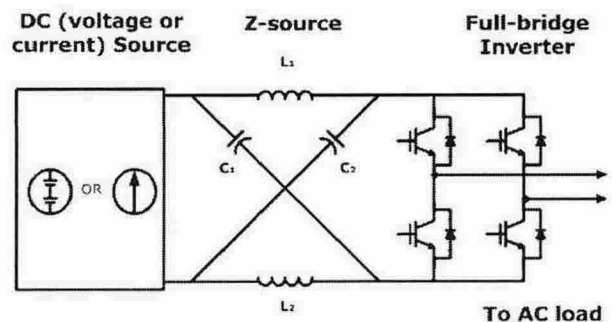 DC (voltage or
current) Source
Z-source
Full-bridge
Inverter
L₁
C₁
C₂
OR
L₂
To AC load